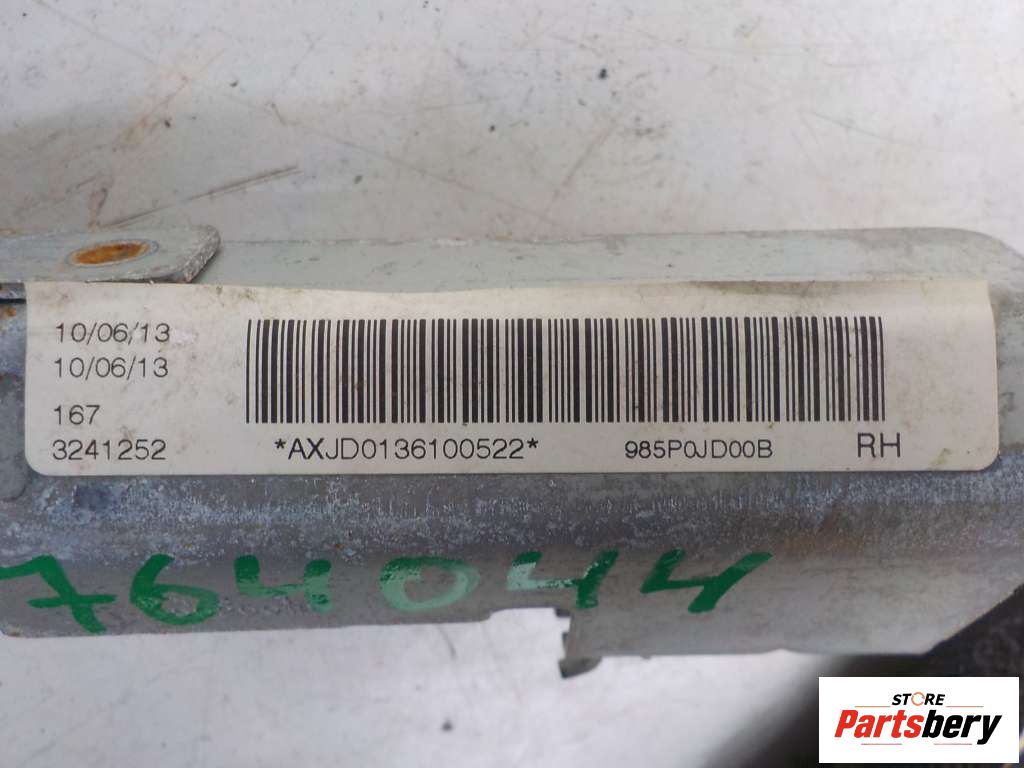 10/06/13
10/06/13
167
3241252
*AXJD0136100522*
985P0JD00B
RH
764044
STORE
Partsbery